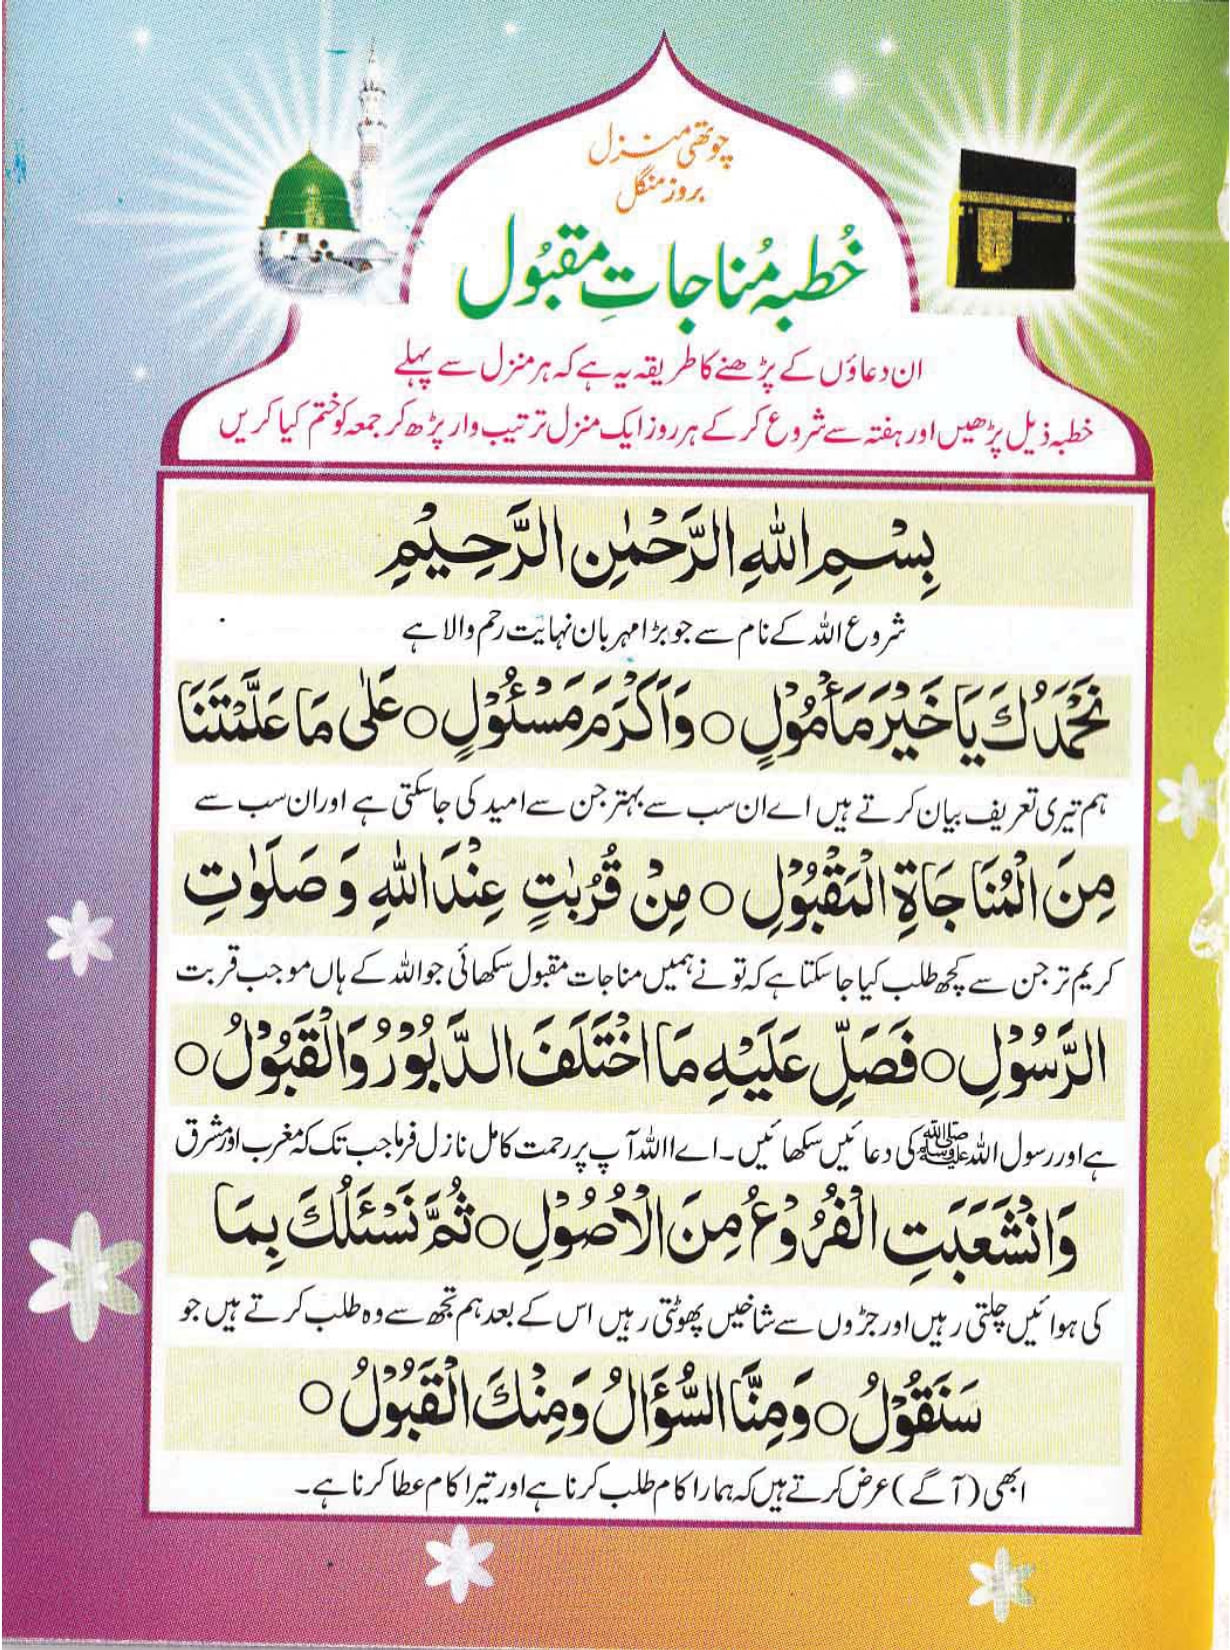 چوتھی منزل
بروز منگل
خُطبہ مُناجاتِ مقبُول
ان دعاؤں کے پڑھنے کا طریقہ یہ ہے کہ ہر منزل سے پہلے
خطبہ ذیل پڑھیں اور ہفتہ سے شروع کر کے ہر روز ایک منزل ترتیب وار پڑھ کر جمعہ کو ختم کیا کریں
بِسْمِ اللهِ الرَّحْمٰنِ الرَّحِيْمِ
شروع اللہ کے نام سے جو بڑا مہربان نہایت رحم والا ہے
نَحْمَدُكَ يَا خَيْرَ مَأْمُوْلٍ ○ وَاَكْرَمَ مَسْئُوْلٍ ○ عَلٰى مَا عَلَّمْتَنَا
ہم تیری تعریف بیان کرتے ہیں اے ان سب سے بہتر جن سے امید کی جاسکتی ہے اور ان سب سے
مِنَ الْمُنَاجَاةِ الْمَقْبُوْلِ ○ مِنْ قُرُبٰتٍ عِنْدَ اللهِ وَ صَلَوٰتِ
کریم تر جن سے کچھ طلب کیا جا سکتا ہے کہ تو نے ہمیں مناجات مقبول سکھائی جو اللہ کے ہاں موجب قربت
الرَّسُوْلِ ○ فَصَلِّ عَلَيْهِ مَا اخْتَلَفَ الدَّبُوْرُ وَالْقَبُوْلُ ○
ہے اور رسول اللہ ﷺ کی دعائیں سکھائیں۔ اے اللہ آپ پر رحمت کامل نازل فرما جب تک کہ مغرب اور مشرق
وَانْشَعَبَتِ الْفُرُوْعُ مِنَ الْاُصُوْلِ ○ ثُمَّ نَسْئَلُكَ بِمَا
کی ہوائیں چلتی رہیں اور جڑوں سے شاخیں پھوٹتی رہیں اس کے بعد ہم تجھ سے وہ طلب کرتے ہیں جو
سَنَقُوْلُ ○ وَمِنَّا السُّؤَالُ وَمِنْكَ الْقَبُوْلُ ○
ابھی (آگے) عرض کرتے ہیں کہ ہمارا کام طلب کرنا ہے اور تیرا کام عطا کرنا ہے۔